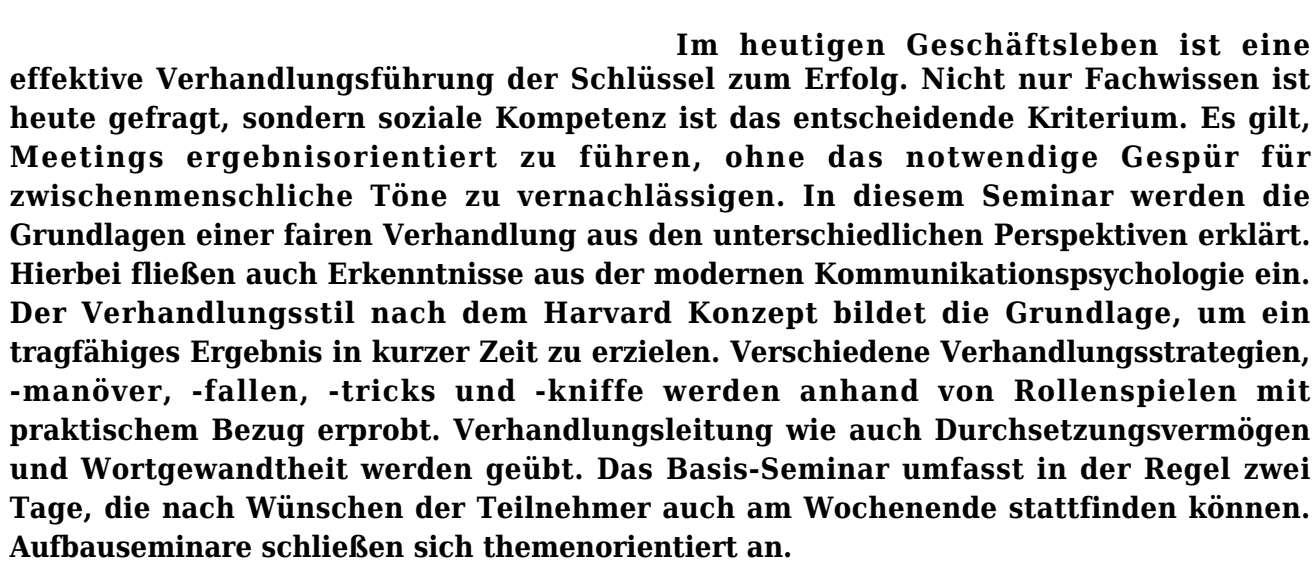 Im heutigen Geschäftsleben ist eine
effektive Verhandlungsführung der Schlüssel zum Erfolg. Nicht nur Fachwissen ist
heute gefragt, sondern soziale Kompetenz ist das entscheidende Kriterium. Es gilt,
Meetings ergebnisorientiert zu führen, ohne das notwendige Gespür für
zwischenmenschliche Töne zu vernachlässigen. In diesem Seminar werden die
Grundlagen einer fairen Verhandlung aus den unterschiedlichen Perspektiven erklärt.
Hierbei fließen auch Erkenntnisse aus der modernen Kommunikationspsychologie ein.
Der Verhandlungsstil nach dem Harvard Konzept bildet die Grundlage, um ein
tragfähiges Ergebnis in kurzer Zeit zu erzielen. Verschiedene Verhandlungsstrategien,
-manöver, -fallen, -tricks und -kniffe werden anhand von Rollenspielen mit
praktischem Bezug erprobt. Verhandlungsleitung wie auch Durchsetzungsvermögen
und Wortgewandtheit werden geübt. Das Basis-Seminar umfasst in der Regel zwei
Tage, die nach Wünschen der Teilnehmer auch am Wochenende stattfinden können.
Aufbauseminare schließen sich themenorientiert an.